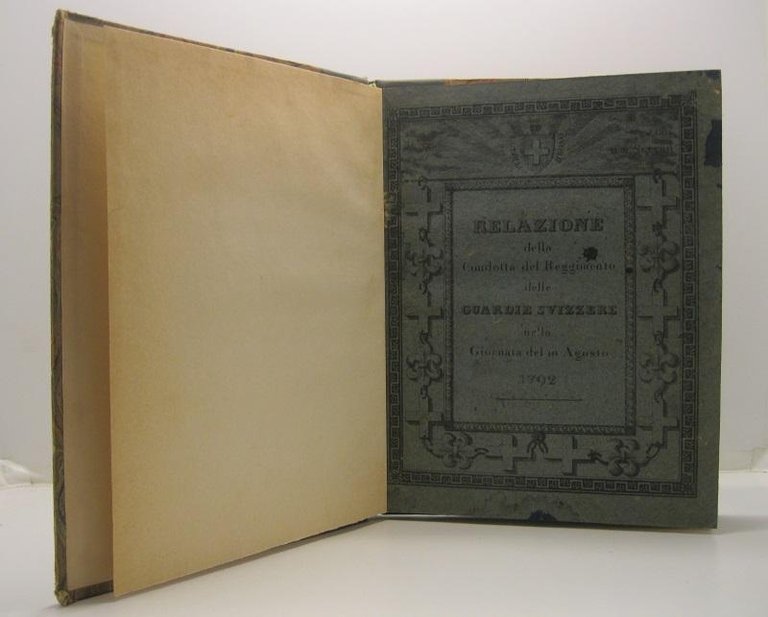 RELAZIONE
della
Condotta del Reggimento
delle
GUARDIE SVIZZERE
nella
Giornata del 10 Agosto
1792